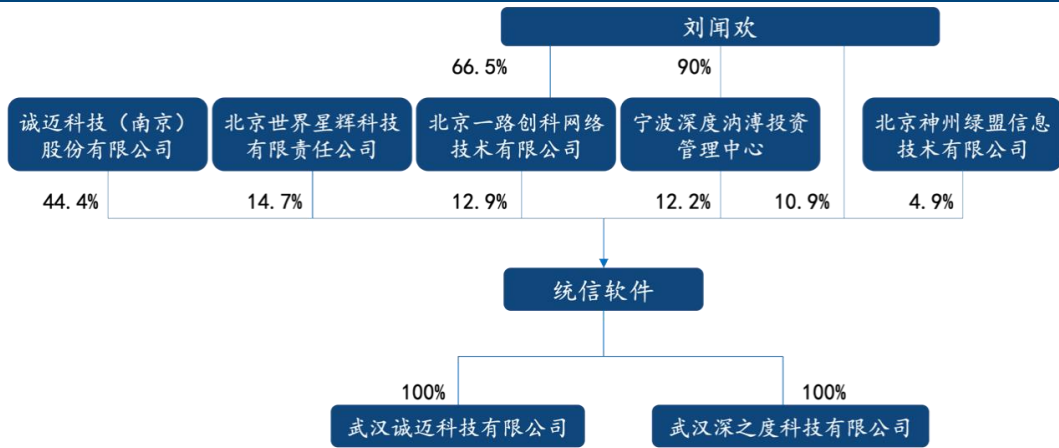 刘闻欢
66.5%
90%
诚迈科技（南京）
股份有限公司
北京世界星辉科技
有限责任公司
北京一路创科网络
技术有限公司
宁波深度汭溥投资
管理中心
北京神州绿盟信息
技术有限公司
44.4%
14.7%
12.9%
12.2%
10.9%
4.9%
统信软件
100%
100%
武汉诚迈科技有限公司
武汉深之度科技有限公司